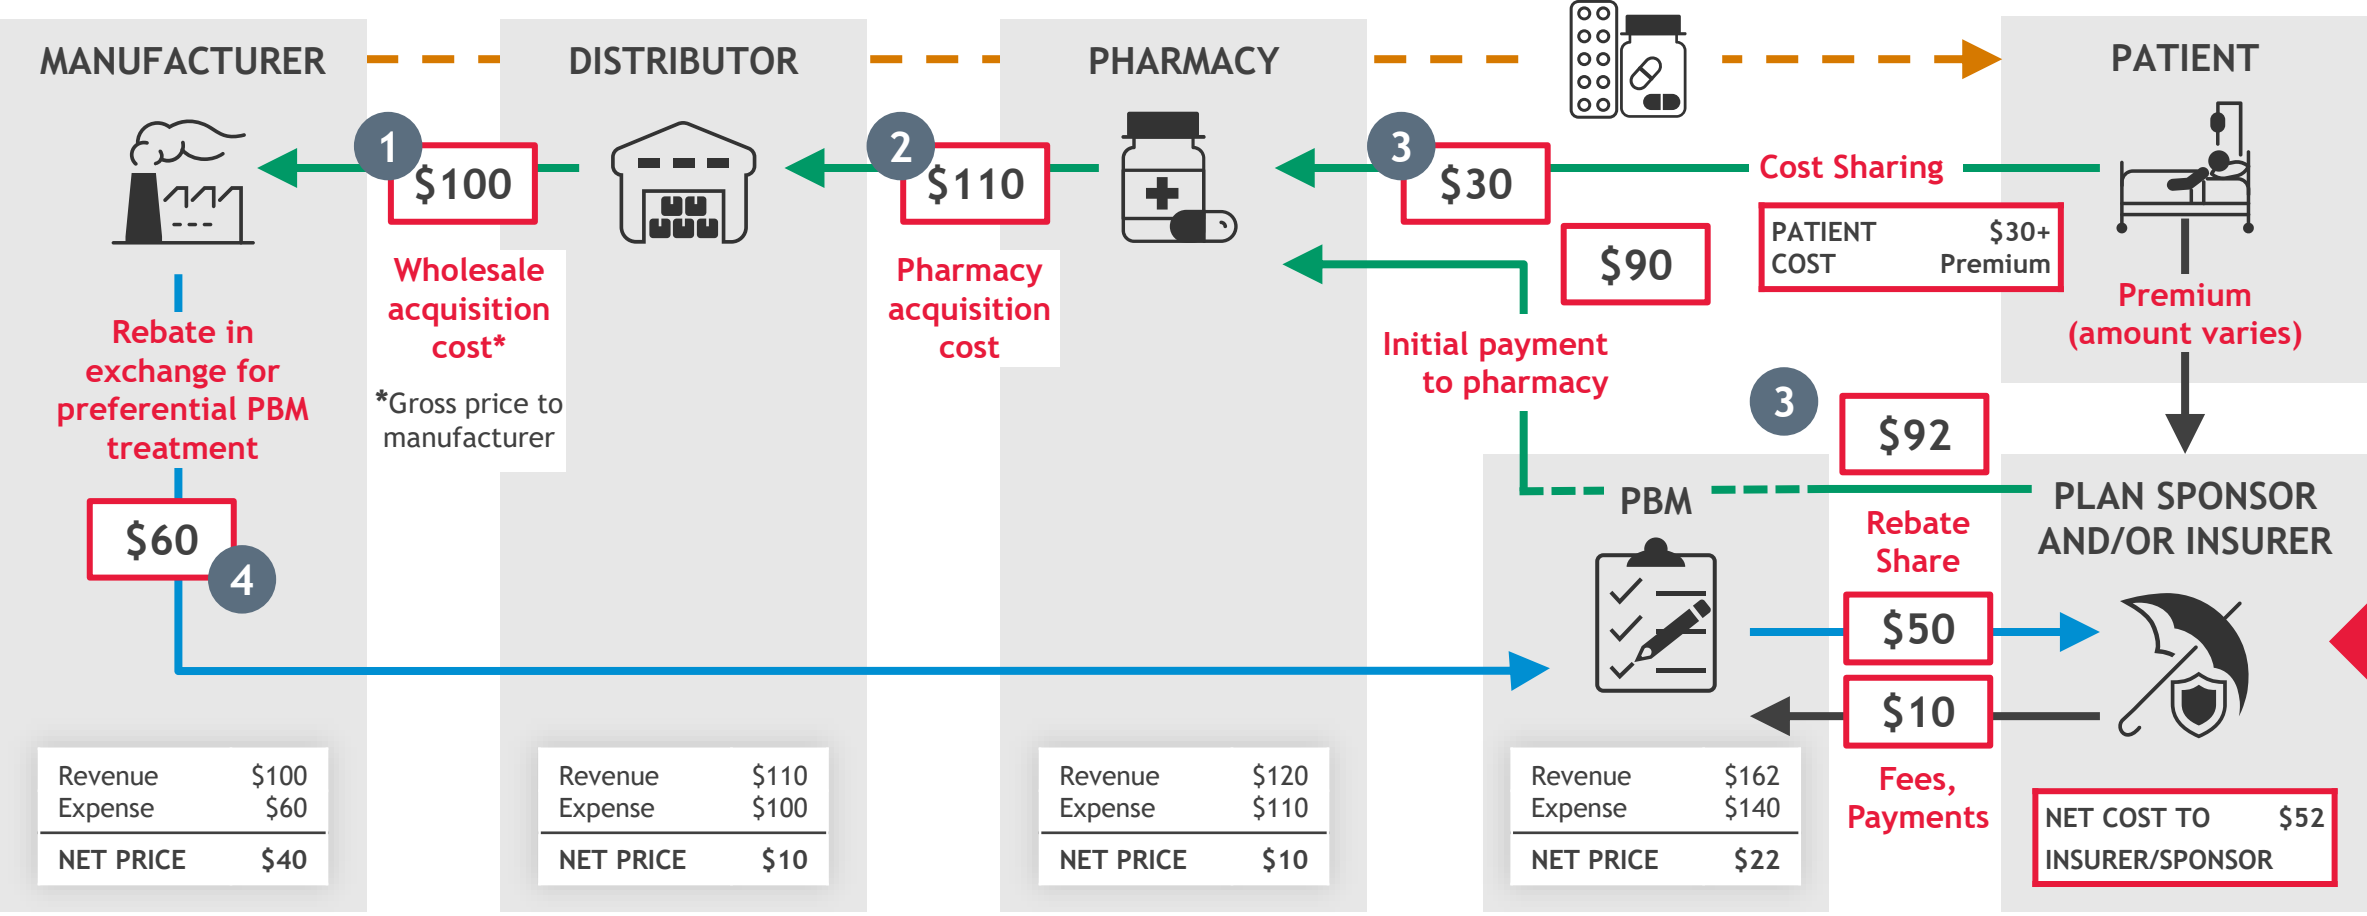 MANUFACTURER
DISTRIBUTOR
PHARMACY
PATIENT
1
$100
2
$110
3
$30
Cost Sharing
PATIENT $30+
COST Premium
$90
Wholesale
acquisition
cost*
*Gross price to
manufacturer
Pharmacy
acquisition
cost
Initial payment
to pharmacy
Premium
(amount varies)
Rebate in
exchange for
preferential PBM
treatment
$60
4
3
$92
PBM
PLAN SPONSOR
AND/OR INSURER
Rebate
Share
$50
$10
Fees,
Payments
Revenue $100
Expense $60
NET PRICE $40
Revenue $110
Expense $100
NET PRICE $10
Revenue $120
Expense $110
NET PRICE $10
Revenue $162
Expense $140
NET PRICE $22
NET COST TO $52
INSURER/SPONSOR